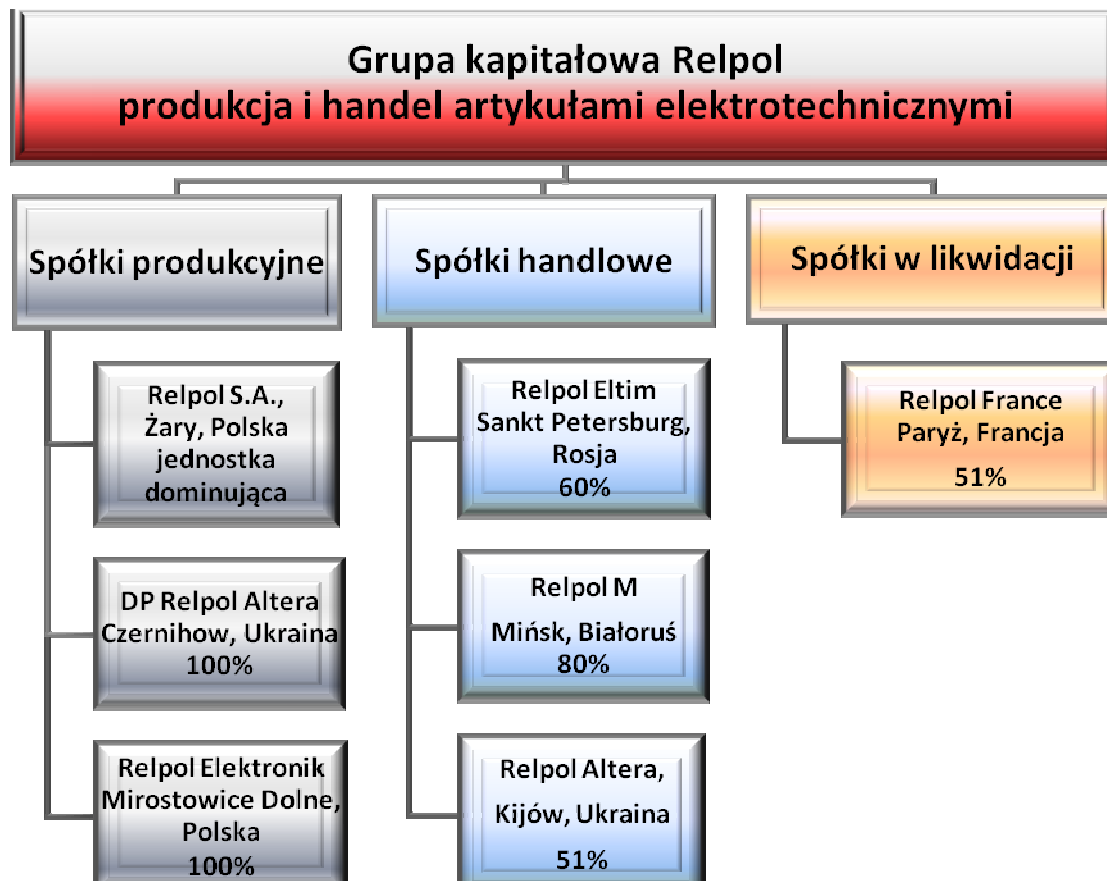 Grupa kapitałowa Relpol
produkcja i handel artykułami elektrotechnicznymi
Spółki produkcyjne
Relpol S.A.,
Żary, Polska
jednostka
dominująca
DP Relpol Altera
Czernihow, Ukraina
100%
Relpol Elektronik
Mirostowice Dolne,
Polska
100%
Spółki handlowe
Relpol Eltim
Sankt Petersburg,
Rosja
60%
Relpol M
Mińsk, Białoruś
80%
Relpol Altera,
Kijów, Ukraina
51%
Spółki w likwidacji
Relpol France
Paryż, Francja
51%